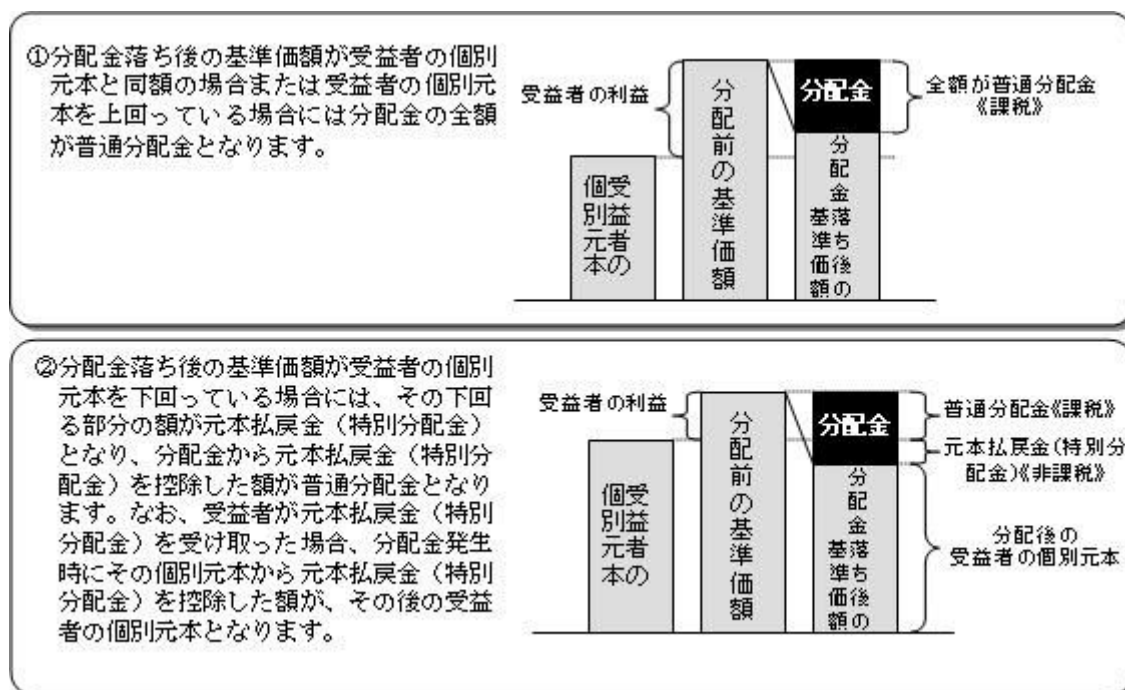 ①分配金落ち後の基準価額が受益者の個別
元本と同額の場合または受益者の個別元
本を上回っている場合には分配金の全額
が普通分配金となります。
受益者の利益
分配金
全額が普通分配金
《課税》
受益者の
個別元本
分配前の基準価額
分配金落ち後の
基準価額
②分配金落ち後の基準価額が受益者の個別
元本を下回っている場合には、その下回
る部分の額が元本払戻金（特別分配金）
となり、分配金から元本払戻金（特別分
配金）を控除した額が普通分配金となり
ます。なお、受益者が元本払戻金（特別
分配金）を受け取った場合、分配金発生
時にその個別元本から元本払戻金（特別
分配金）を控除した額が、その後の受益
者の個別元本となります。
受益者の利益
分配金
普通分配金《課税》
元本払戻金(特別分
配金)《非課税》
受益者の
個別元本
分配前の基準価額
分配金落ち後の
基準価額
分配後の
受益者の個別元本